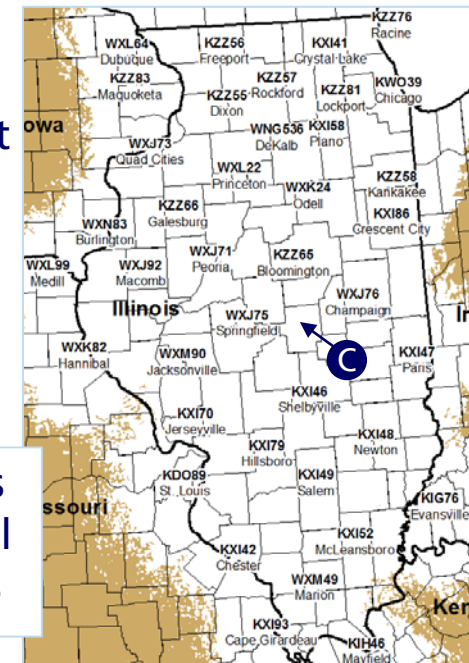 KZZ76
Racine
WXL64
Dubuque
KZZ56
Freeport
KXI41
Crystal Lake
KZZ83
Maquoketa
KZZ57
Rockford
KZZ81
Lockport
KWO39
Chicago
KZZ55
Dixon
owa
t
WNG536
DeKalb
KXI58
Plano
WXJ73
Quad Cities
WXL22
Princeton
WXK24
Odell
KZZ58
Kankakee
KZZ66
Galesburg
KXI86
Crescent City
WXN83
Burlington
WXJ71
Peoria
KZZ65
Bloomington
WXL99
Medill
WXJ92
Macomb
WXJ76
Champaign
Illinois
In
WXJ75
Springfield
C
WXK82
Hannibal
WXM90
Jacksonville
KXI47
Paris
KXI46
Shelbyville
KXI70
Jerseyville
KXI79
Hillsboro
KXI48
Newton
s
l
KDO89
St. Louis
KXI49
Salem
KIG76
Evansville
ssouri
KXI52
McLeansboro
KXI42
Chester
WXM49
Marion
Ken
KXI93
Cape Girardeau
KIH46
Mayfield